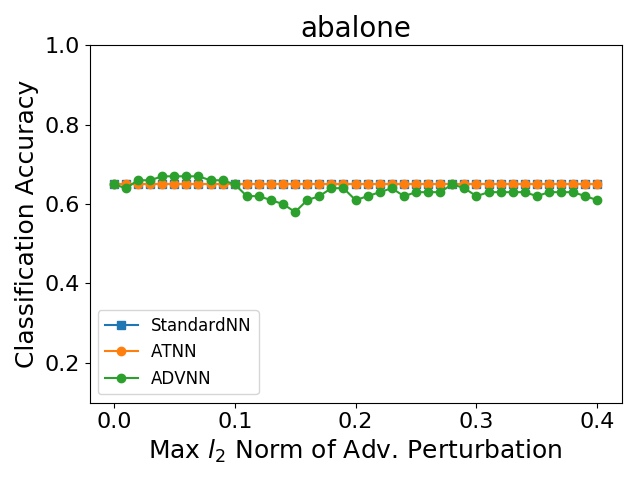 abalone
Classification Accuracy
1.0
0.8
0.6
0.4
0.2
StandardNN
ATNN
ADVNN
0.0 0.1 0.2 0.3 0.4
Max l₂ Norm of Adv. Perturbation